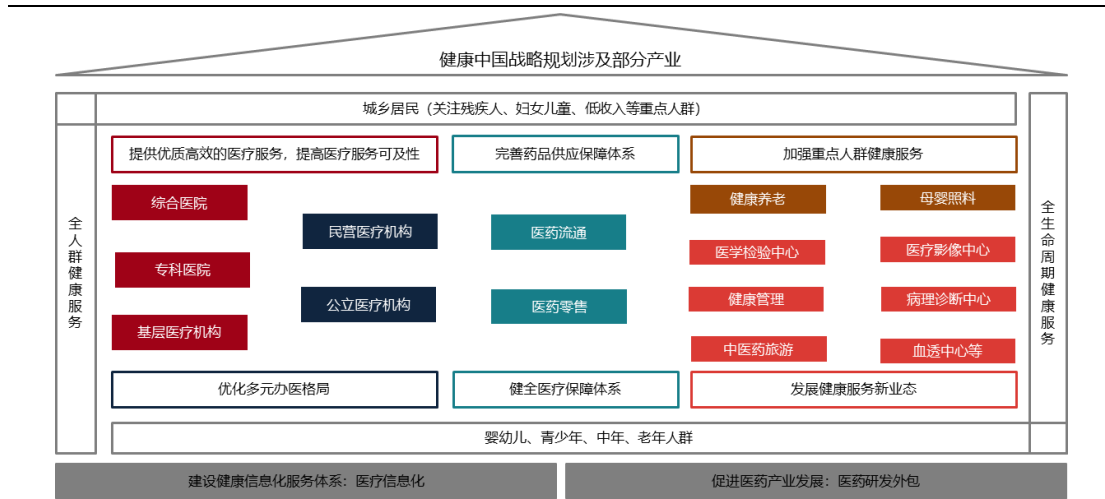 健康中国战略规划涉及部分产业
城乡居民（关注残疾人、妇女儿童、低收入等重点人群）
全人群健康服务
提供优质高效的医疗服务，提高医疗服务可及性
完善药品供应保障体系
加强重点人群健康服务
综合医院
专科医院
基层医疗机构
民营医疗机构
公立医疗机构
医药流通
医药零售
健康养老
母婴照料
医学检验中心
医疗影像中心
健康管理
病理诊断中心
中医药旅游
血透中心等
优化多元办医格局
健全医疗保障体系
发展健康服务新业态
全生命周期健康服务
婴幼儿、青少年、中年、老年人群
建设健康信息化服务体系：医疗信息化
促进医药产业发展：医药研发外包